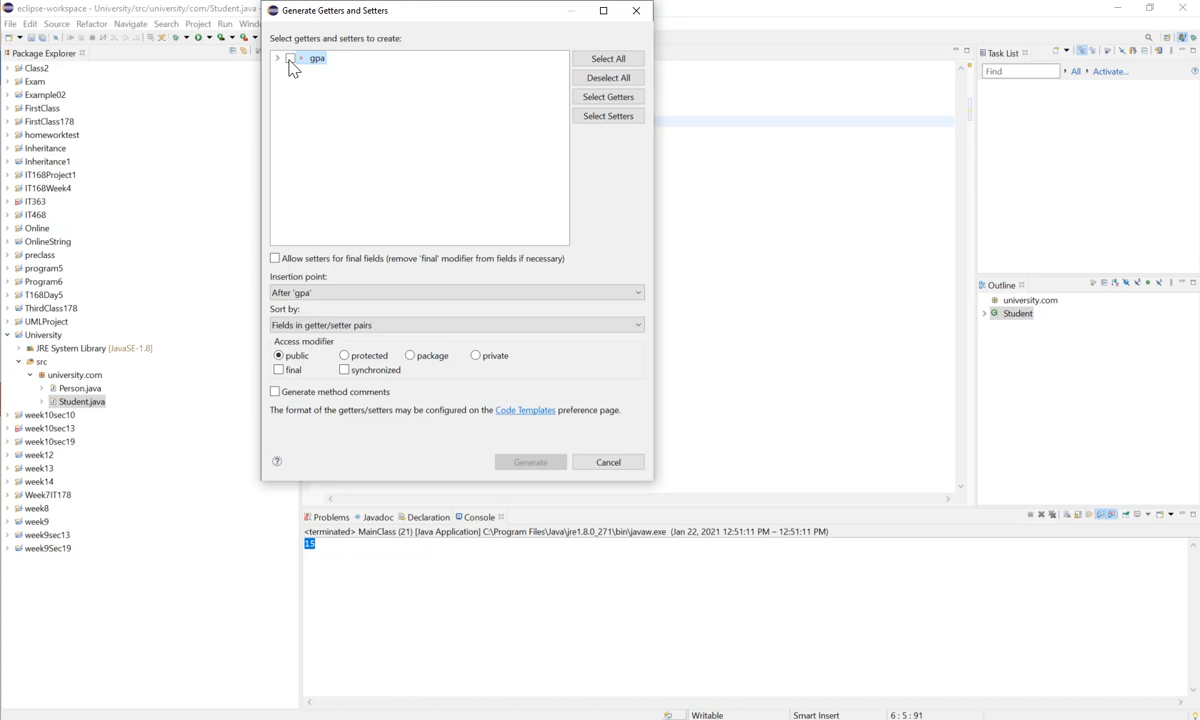 eclipse-workspace - University/src/university/com/Student.java -
File Edit Source Refactor Navigate Search Project Run Windo
Package Explorer
Class2
Exam
Example02
FirstClass
FirstClass178
homeworktest
Inheritance
Inheritance1
IT168Project1
IT168Week4
IT363
IT468
Online
OnlineString
preclass
program5
Program6
T168Day5
ThirdClass178
UMLProject
University
JRE System Library [JavaSE-1.8]
src
university.com
Person.java
Student.java
week10sec10
week10sec13
week10sec19
week12
week13
week14
Week7IT178
week8
week9
week9sec13
week9Sec19
Generate Getters and Setters
Select getters and setters to create:
gpa
Select All
Deselect All
Select Getters
Select Setters
Allow setters for final fields (remove 'final' modifier from fields if necessary)
Insertion point:
After 'gpa'
Sort by:
Fields in getter/setter pairs
Access modifier
public protected package private
final synchronized
Generate method comments
The format of the getters/setters may be configured on the Code Templates preference page.
? Generate Cancel
Task List
Find All Activate...
Outline
university.com
Student
Problems Javadoc Declaration Console
<terminated> MainClass (21) [Java Application] C:\Program Files\Java\jre1.8.0_271\bin\javaw.exe (Jan 22, 2021 12:51:11 PM – 12:51:11 PM)
15
Writable Smart Insert 6 : 5 : 91